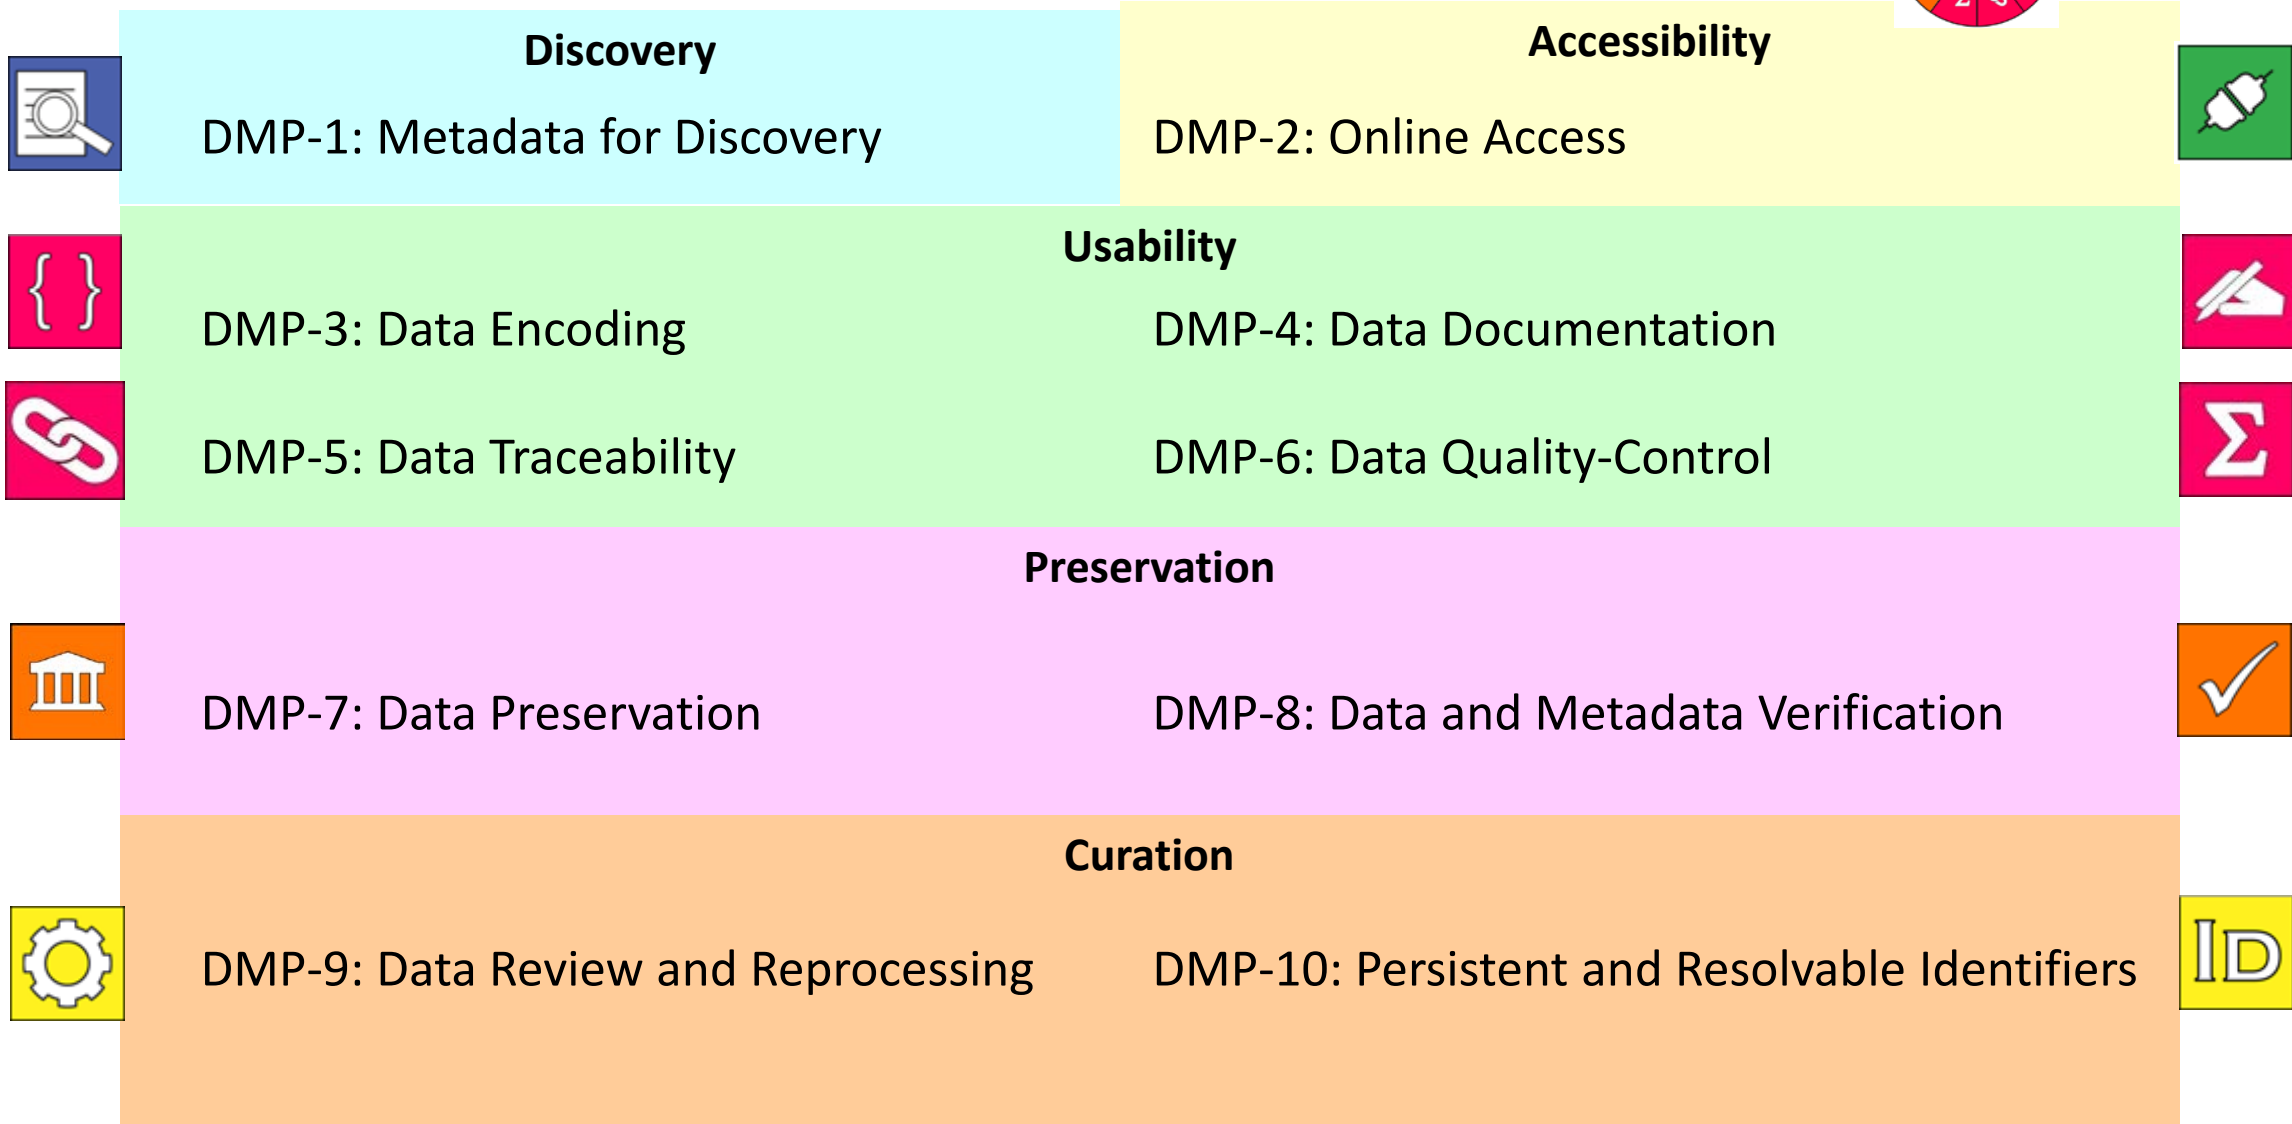 Discovery
Accessibility
DMP-1: Metadata for Discovery
DMP-2: Online Access
Usability
{ }
DMP-3: Data Encoding
DMP-4: Data Documentation
DMP-5: Data Traceability
DMP-6: Data Quality-Control
Σ
Preservation
DMP-7: Data Preservation
DMP-8: Data and Metadata Verification
Curation
DMP-9: Data Review and Reprocessing
DMP-10: Persistent and Resolvable Identifiers
ID